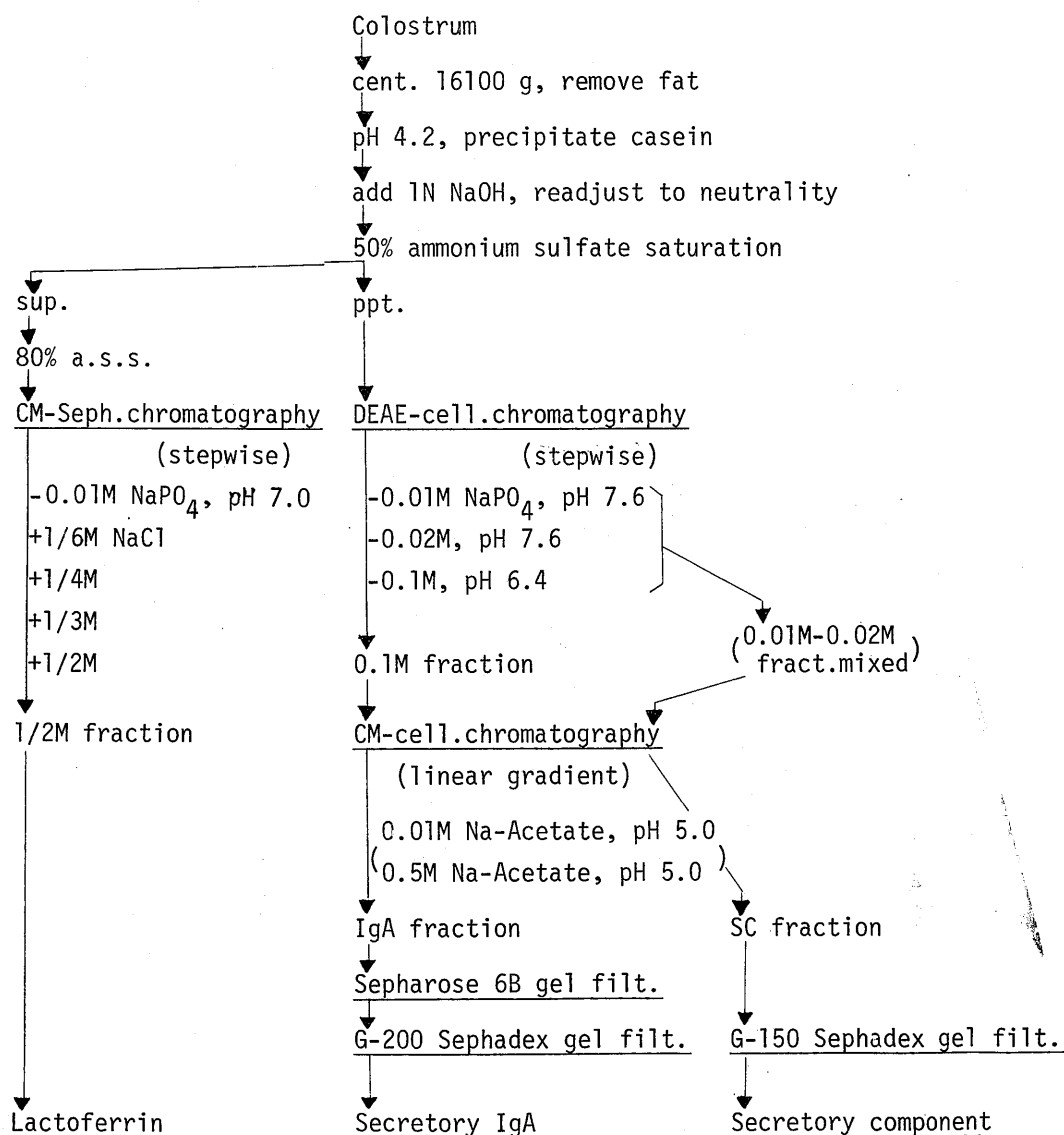 Colostrum
cent. 16100 g, remove fat
pH 4.2, precipitate casein
add 1N NaOH, readjust to neutrality
50% ammonium sulfate saturation
sup.
ppt.
80% a.s.s.
CM-Seph.chromatography
DEAE-cell.chromatography
(stepwise)
(stepwise)
-0.01M NaPO4, pH 7.0
-0.01M NaPO4, pH 7.6
+1/6M NaCl
-0.02M, pH 7.6
+1/4M
-0.1M, pH 6.4
+1/3M
+1/2M
0.1M fraction
(0.01M-0.02M
fract.mixed)
1/2M fraction
CM-cell.chromatography
(linear gradient)
(0.01M Na-Acetate, pH 5.0
0.5M Na-Acetate, pH 5.0)
IgA fraction
SC fraction
Sepharose 6B gel filt.
G-200 Sephadex gel filt.
G-150 Sephadex gel filt.
Lactoferrin
Secretory IgA
Secretory component